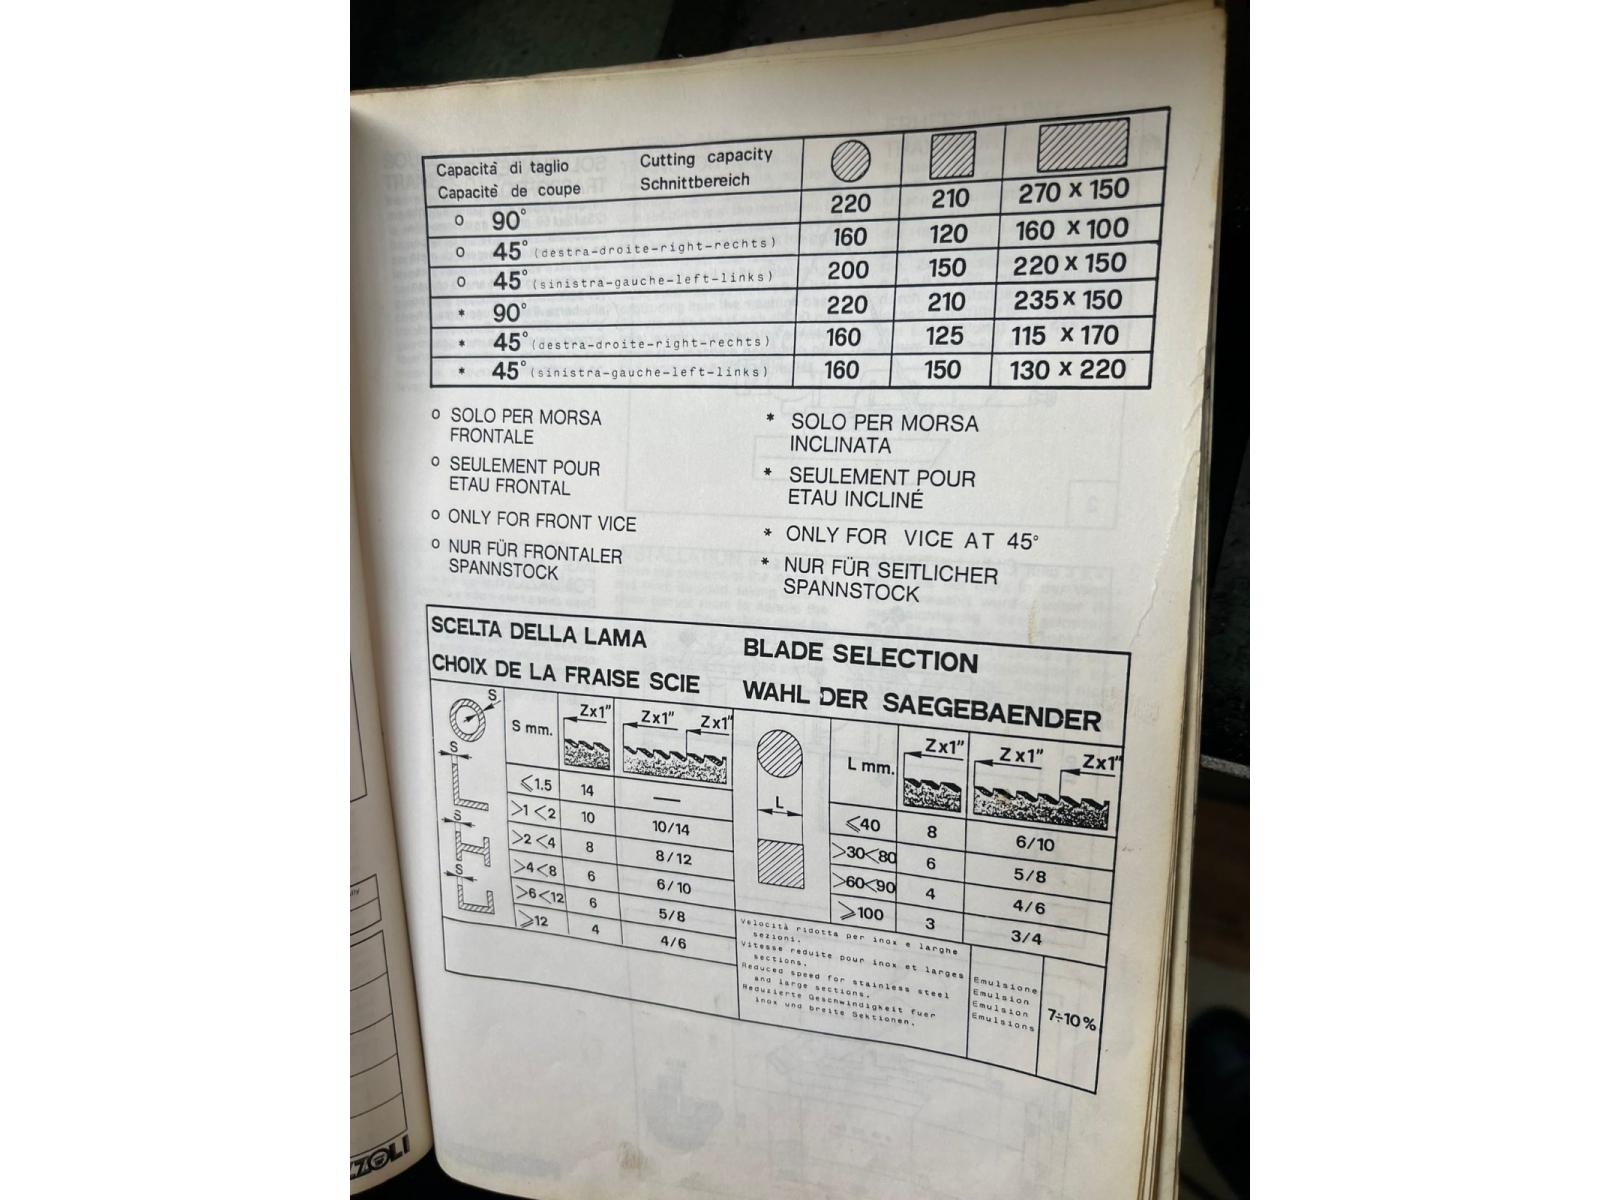 Capacità di taglio Cutting capacity
Capacitè de coupe Schnittbereich
o 90° 220 210 270 x 150
o 45° (destra-droite-right-rechts) 160 120 160 x 100
o 45° (sinistra-gauche-left-links) 200 150 220 x 150
* 90° 220 210 235 x 150
* 45° (destra-droite-right-rechts) 160 125 115 x 170
* 45° (sinistra-gauche-left-links) 160 150 130 x 220
o SOLO PER MORSA
FRONTALE
o SEULEMENT POUR
ETAU FRONTAL
o ONLY FOR FRONT VICE
o NUR FÜR FRONTALER
SPANNSTOCK
* SOLO PER MORSA
INCLINATA
* SEULEMENT POUR
ETAU INCLINÉ
* ONLY FOR VICE AT 45°
* NUR FÜR SEITLICHER
SPANNSTOCK
SCELTA DELLA LAMA BLADE SELECTION
CHOIX DE LA FRAISE SCIE WAHL DER SAEGEBAENDER
S
S
S
S
S mm. Zx1" Zx1" Zx1"
⩽1.5 14 —
>1 <2 10 10/14
>2 <4 8 8/12
>4<8 6 6/10
>6<12 6 5/8
⩾12 4 4/6
L
L mm. Zx1" Zx1" Zx1"
⩽40 8 6/10
>30<80 6 5/8
>60<90 4 4/6
⩾100 3 3/4
Velocità ridotta per inox e larghe
sezioni.
Vitesse reduite pour inox et larges
sections.
Reduced speed for stainless steel
and large sections.
Reduzierte Geschwindigkeit fuer
inox und breite Sektionen.
Emulsione
Emulsion
Emulsion
Emulsions
7÷10%
ZZOLI